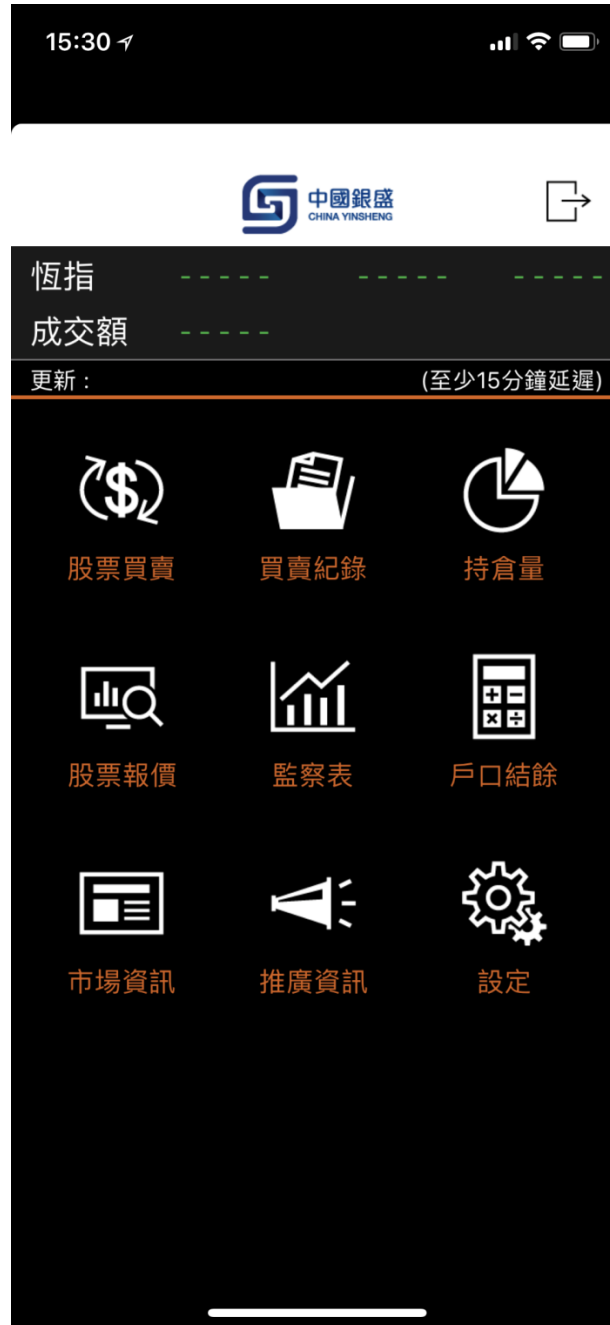 15:30
中國銀盛
CHINA YINSHENG
恆指 ----- ----- -----
成交額 -----
更新 : (至少15分鐘延遲)
股票買賣 買賣紀錄 持倉量
股票報價 監察表 戶口結餘
市場資訊 推廣資訊 設定